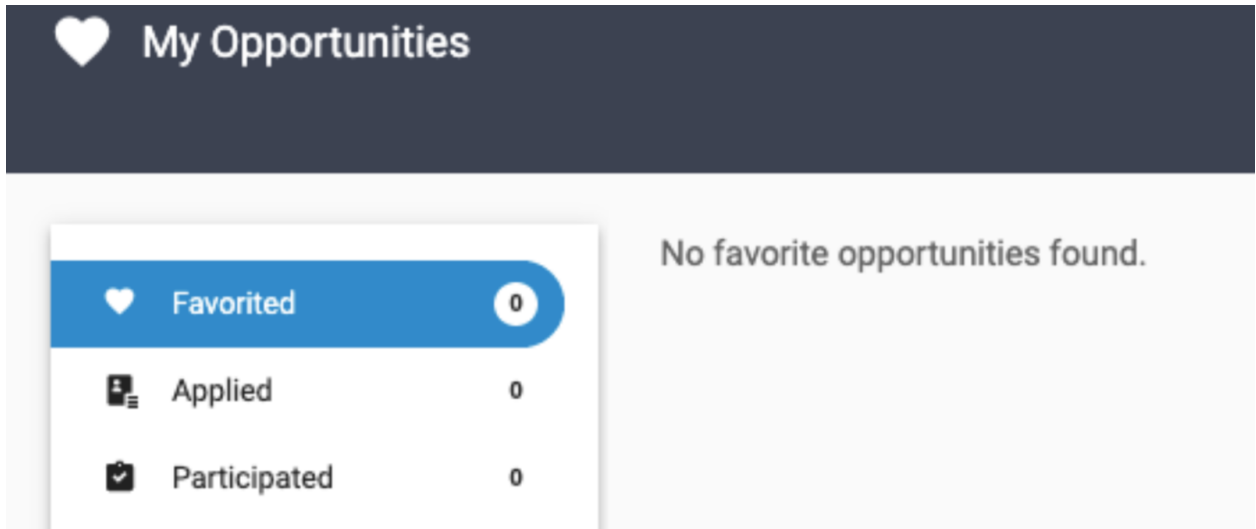 My Opportunities
No favorite opportunities found.
Favorited 0
Applied 0
Participated 0